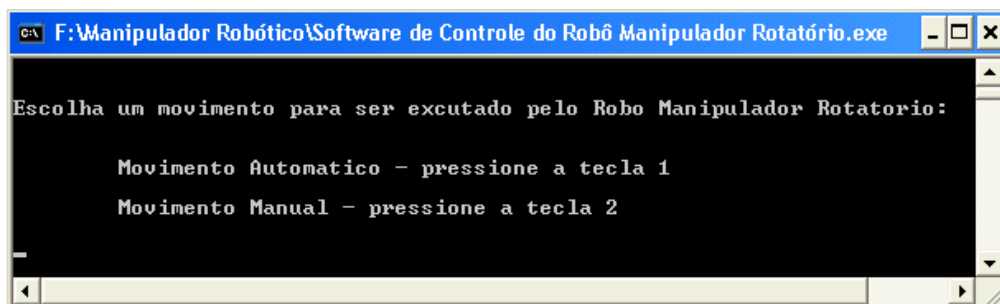 F:\Manipulador Robótico\Software de Controle do Robô Manipulador Rotatório.exe
Escolha um movimento para ser excutado pelo Robo Manipulador Rotatorio:
Movimento Automatico - pressione a tecla 1
Movimento Manual - pressione a tecla 2